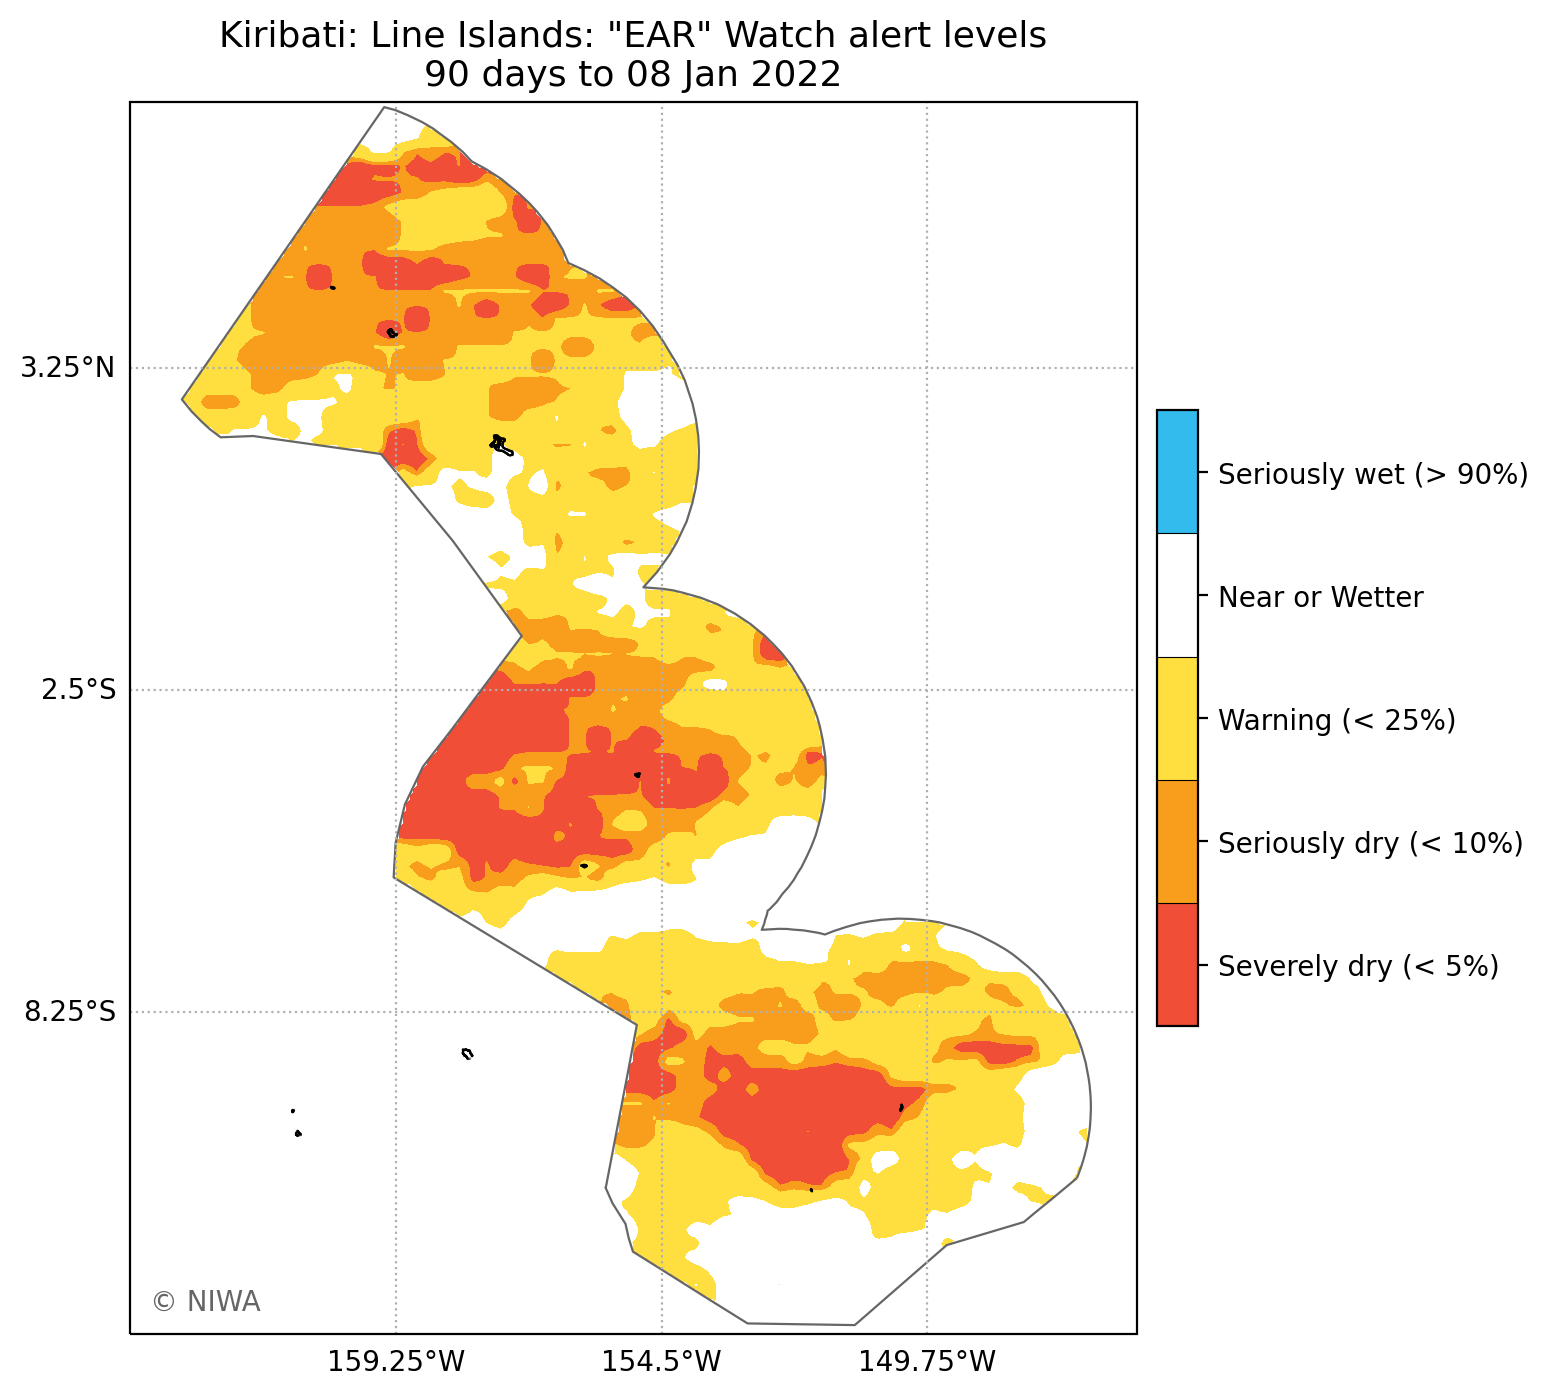 Kiribati: Line Islands: "EAR" Watch alert levels
90 days to 08 Jan 2022
3.25°N
2.5°S
8.25°S
159.25°W
154.5°W
149.75°W
© NIWA
Seriously wet (> 90%)
Near or Wetter
Warning (< 25%)
Seriously dry (< 10%)
Severely dry (< 5%)